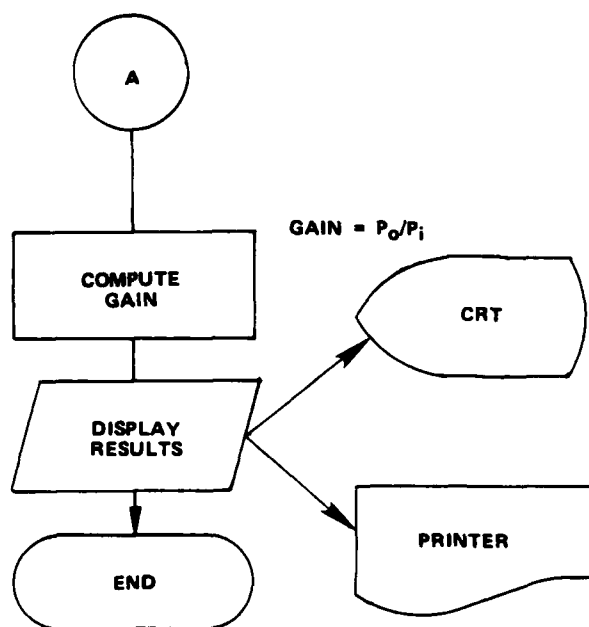 A
GAIN = Po/Pi
COMPUTE
GAIN
CRT
DISPLAY
RESULTS
PRINTER
END